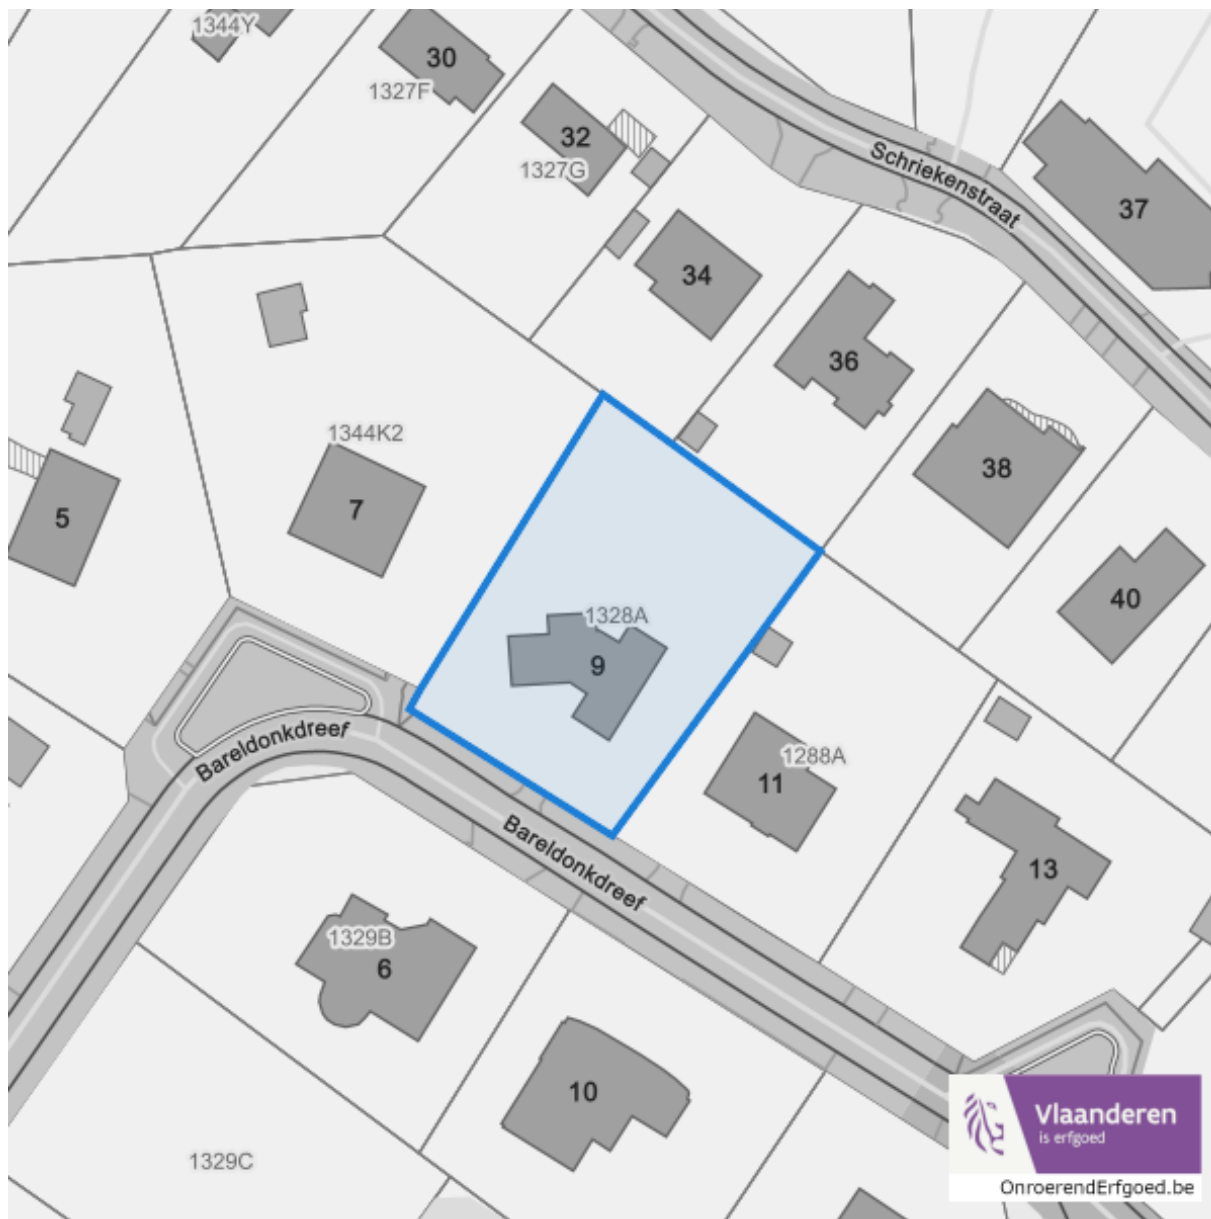 1344Y
30
1327F
32
1327G
Schriekenstraat
37
34
36
1344K2
38
7
5
40
1328A
9
Bareldonkdreef
1288A
11
Bareldonkdreef
13
1329B
6
10
1329C
Vlaanderen
is erfgoed
OnroerendErfgoed.be